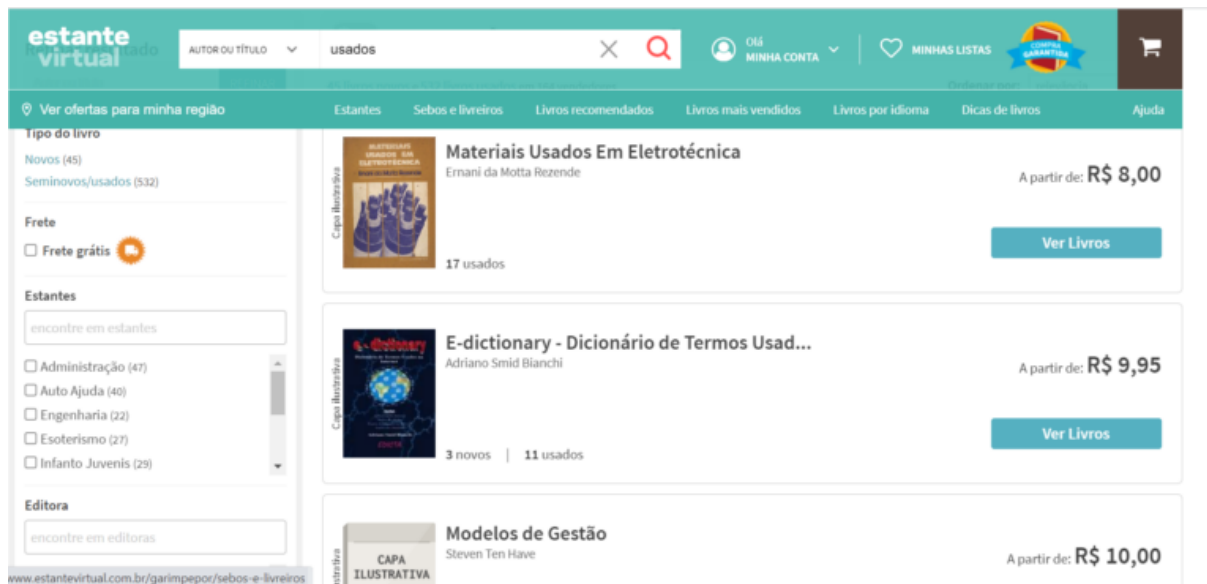 estante
virtual
AUTOR OU TÍTULO
usados
Olá
MINHA CONTA
MINHAS LISTAS
COMPRA
GARANTIDA
Ver ofertas para minha região
Estantes
Sebos e livreiros
Livros recomendados
Livros mais vendidos
Livros por idioma
Dicas de livros
Ajuda
Tipo do livro
Novos (45)
Seminovos/usados (532)
Frete
Frete grátis
Estantes
encontre em estantes
Administração (47)
Auto Ajuda (40)
Engenharia (22)
Esoterismo (27)
Infanto Juvenis (29)
Editora
encontre em editoras
www.estantevirtual.com.br/garimpepor/sebos-e-livreiros
Capa ilustrativa
MATERIAIS
USADOS EM
ELETROTÉCNICA
Materiais Usados Em Eletrotécnica
Ernani da Motta Rezende
17 usados
A partir de: R$ 8,00
Ver Livros
Capa ilustrativa
e-dictionary
E-dictionary - Dicionário de Termos Usad...
Adriano Smid Bianchi
3 novos | 11 usados
A partir de: R$ 9,95
Ver Livros
CAPA
ILUSTRATIVA
Modelos de Gestão
Steven Ten Have
A partir de: R$ 10,00